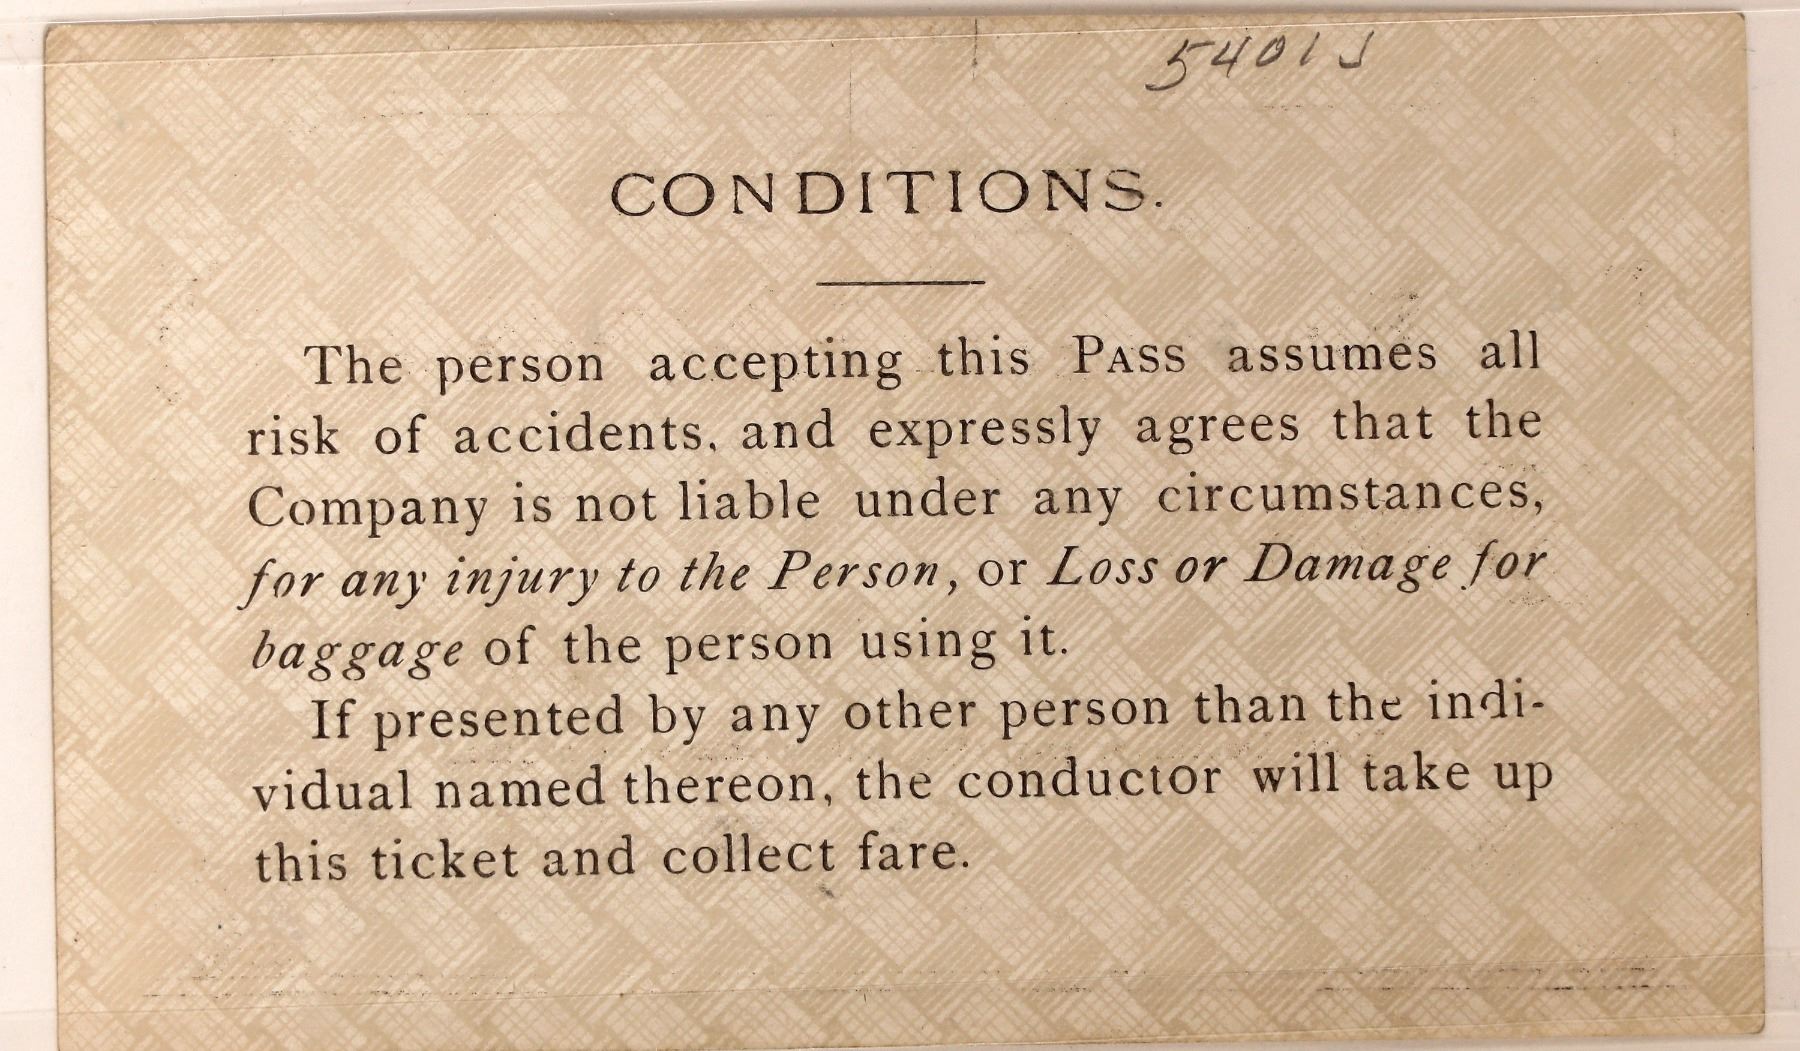 5401J
CONDITIONS.
The person accepting this PASS assumes all
risk of accidents, and expressly agrees that the
Company is not liable under any circumstances,
for any injury to the Person, or Loss or Damage for
baggage of the person using it.
If presented by any other person than the indi-
vidual named thereon, the conductor will take up
this ticket and collect fare.